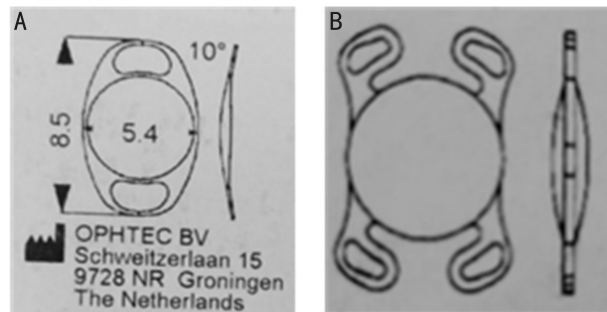 A
10°
8.5
5.4
OPHTEC BV
Schweitzerlaan 15
9728 NR Groningen
The Netherlands
B